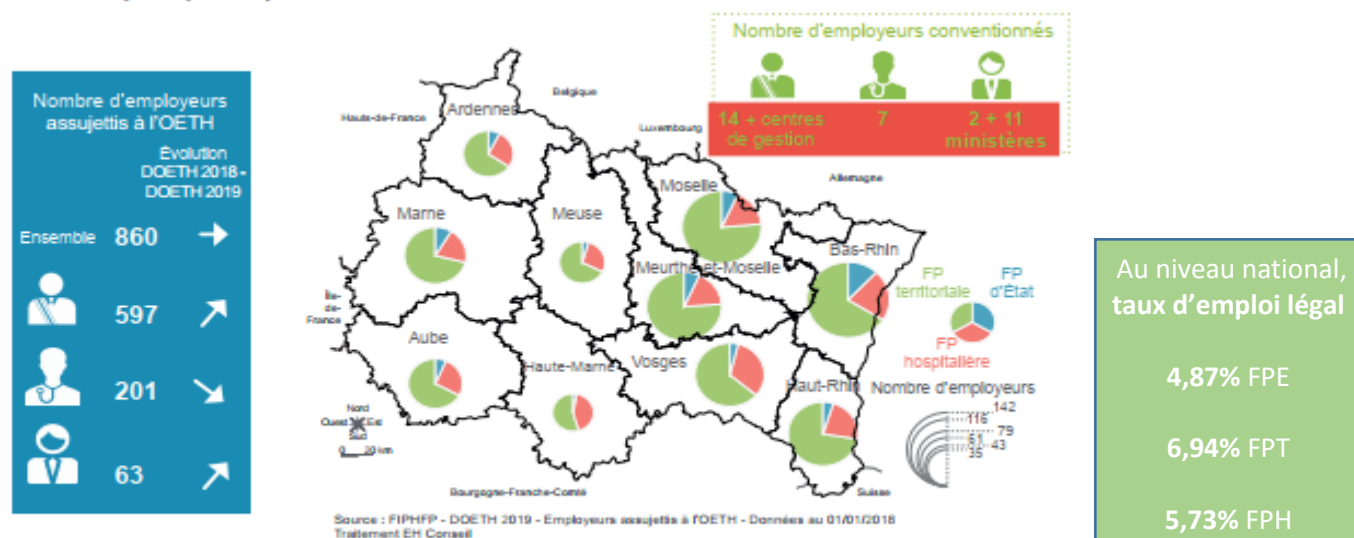 Nombre d'employeurs
assujettis à l'OETH
Évolution
DOETH 2018 -
DOETH 2019
Ensemble 860
597
201
63
Nombre d'employeurs conventionnés
14 + centres
de gestion
7
2 + 11
ministères
Hauts-de-France
Belgique
Luxembourg
Allemagne
Ardennes
Marne
Meuse
Moselle
Meurthe-et-Moselle
Bas-Rhin
Île-
de-
France
Aube
Haute-Marne
Vosges
Haut-Rhin
FP
territoriale
FP
d'État
FP
hospitalière
Nombre d'employeurs
142
116
79
61
43
35
Nord
Ouest Est
Sud
0 20 km
Bourgogne-Franche-Comté
Suisse
Source : FIPHFP - DOETH 2019 - Employeurs assujettis à l'OETH - Données au 01/01/2018
Traitement EH Conseil
Au niveau national,
taux d'emploi légal
4,87% FPE
6,94% FPT
5,73% FPH